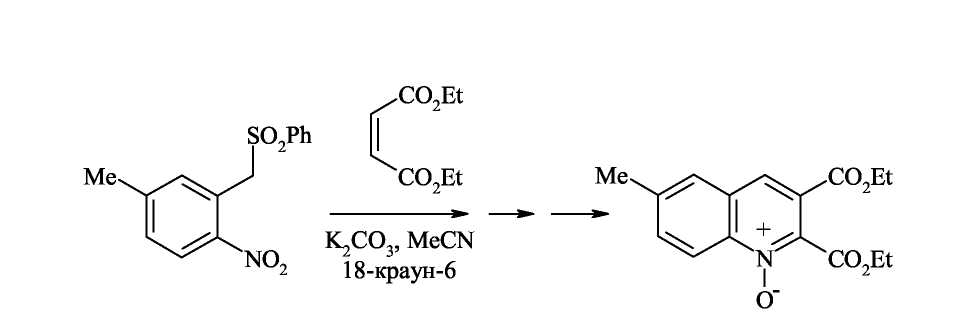 CO2Et
SO2Ph
Me
CO2Et
NO2
K2CO3, MeCN
18-краун-6
Me
CO2Et
+
N
CO2Et
O-